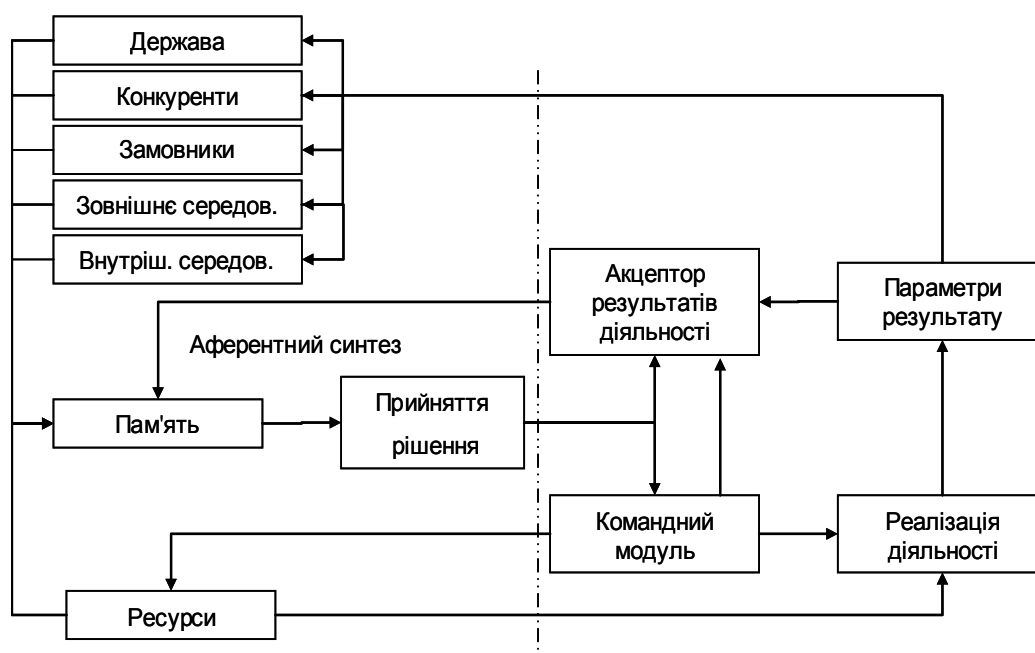 Держава
Конкуренти
Замовники
Зовнішнє середов.
Внутріш. середов.
Акцептор
результатів
діяльності
Параметри
результату
Аферентний синтез
Пам'ять
Прийняття
рішення
Командний
модуль
Реалізація
діяльності
Ресурси